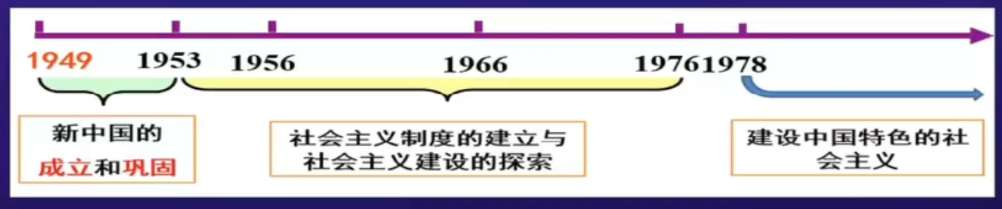 1949 1953 1956 1966 1976 1978
新中国的
成立和巩固
社会主义制度的建立与
社会主义建设的探索
建设中国特色的社
会主义